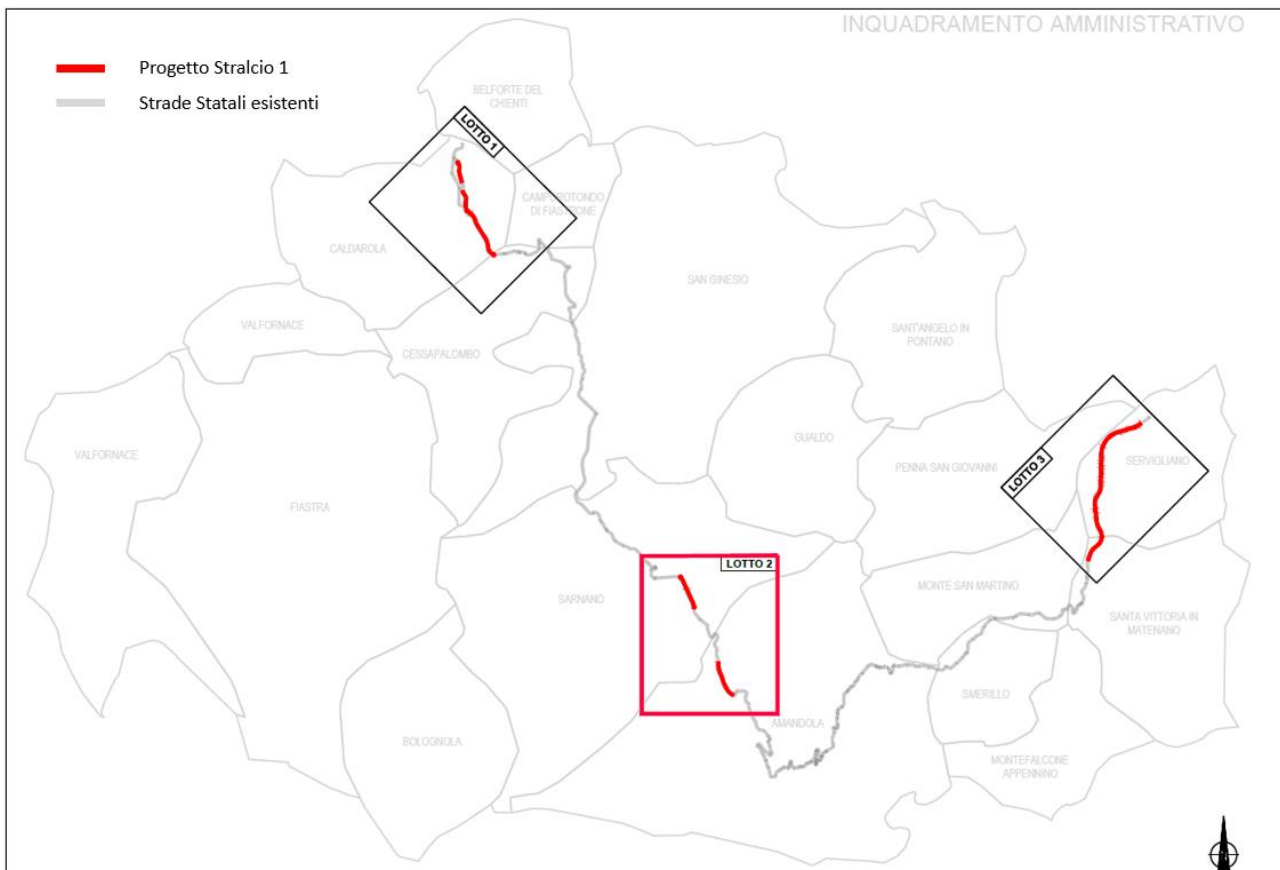 INQUADRAMENTO AMMINISTRATIVO
Progetto Stralcio 1
Strade Statali esistenti
BELFORTE DEL
CHIENTI
LOTTO 1
CAMPOROTONDO
DI FIASTRONE
CALDAROLA
SAN GINESIO
VALFORNACE
SANT'ANGELO IN
PONTANO
CESSAPALOMBO
GUALDO
VALFORNACE
PENNA SAN GIOVANNI
LOTTO 3
SERVIGLIANO
FIASTRA
LOTTO 2
SARNANO
MONTE SAN MARTINO
SANTA VITTORIA IN
MATENANO
SMERILLO
AMANDOLA
BOLOGNOLA
MONTEFALCONE
APPENNINO